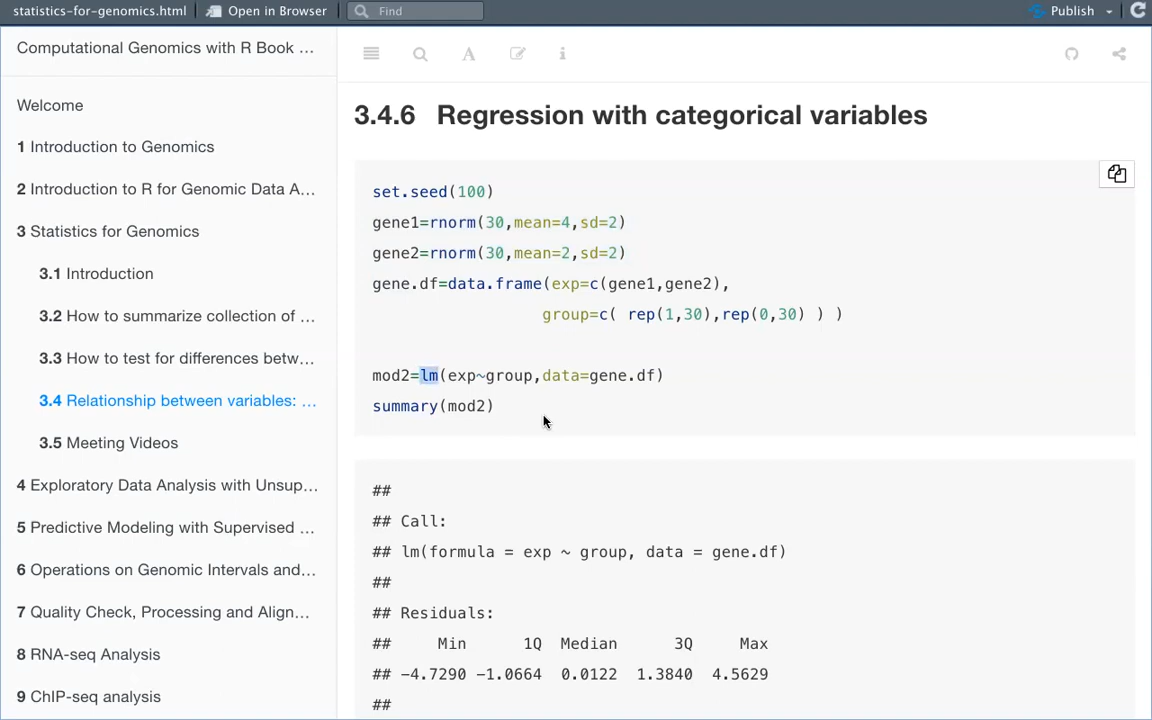 statistics-for-genomics.html
Open in Browser
Find
Publish
Computational Genomics with R Book ...
Welcome
1 Introduction to Genomics
2 Introduction to R for Genomic Data A...
3 Statistics for Genomics
3.1 Introduction
3.2 How to summarize collection of ...
3.3 How to test for differences betw...
3.4 Relationship between variables: ...
3.5 Meeting Videos
4 Exploratory Data Analysis with Unsup...
5 Predictive Modeling with Supervised ...
6 Operations on Genomic Intervals and...
7 Quality Check, Processing and Align...
8 RNA-seq Analysis
9 ChIP-seq analysis
3.4.6 Regression with categorical variables
set.seed(100)
gene1=rnorm(30,mean=4,sd=2)
gene2=rnorm(30,mean=2,sd=2)
gene.df=data.frame(exp=c(gene1,gene2),
group=c( rep(1,30),rep(0,30) ) )
mod2=lm(exp~group,data=gene.df)
summary(mod2)
##
## Call:
## lm(formula = exp ~ group, data = gene.df)
##
## Residuals:
## Min 1Q Median 3Q Max
## −4.7290 −1.0664 0.0122 1.3840 4.5629
##